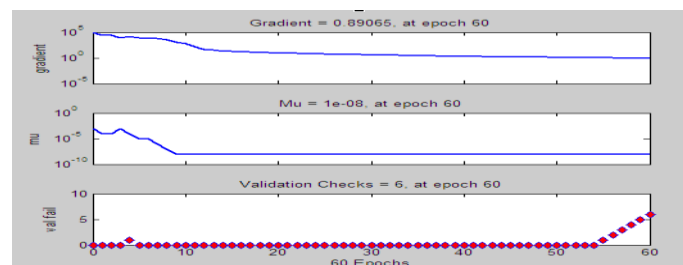 Gradient = 0.89065, at epoch 60
gradient
10^5
10^0
10^-5
Mu = 1e-08, at epoch 60
mu
10^0
10^-5
10^-10
Validation Checks = 6, at epoch 60
val fail
10
5
0
0 10 20 30 40 50 60
60 Epochs